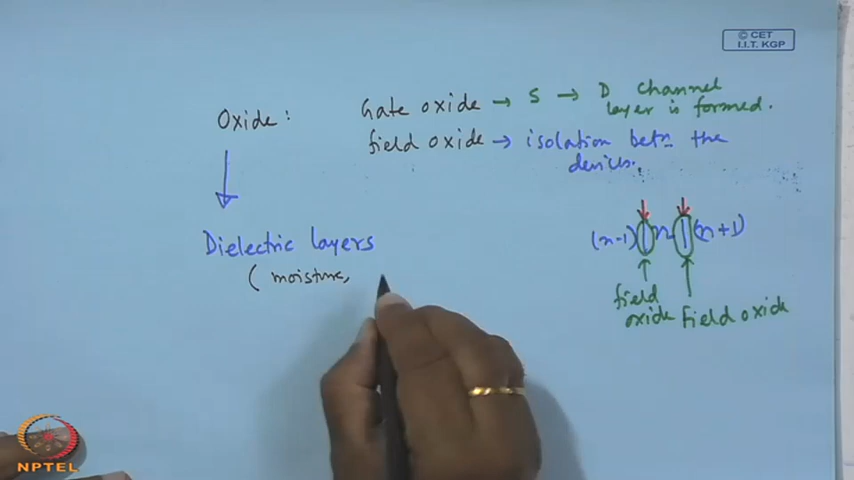 © CET
I.I.T. KGP
Oxide :
Gate oxide → S → D channel
layer is formed.
field oxide → isolation betn the
devices.
Dielectric layers
( moisture,
(n-1) n (n+1)
field
oxide
Field oxide
NPTEL